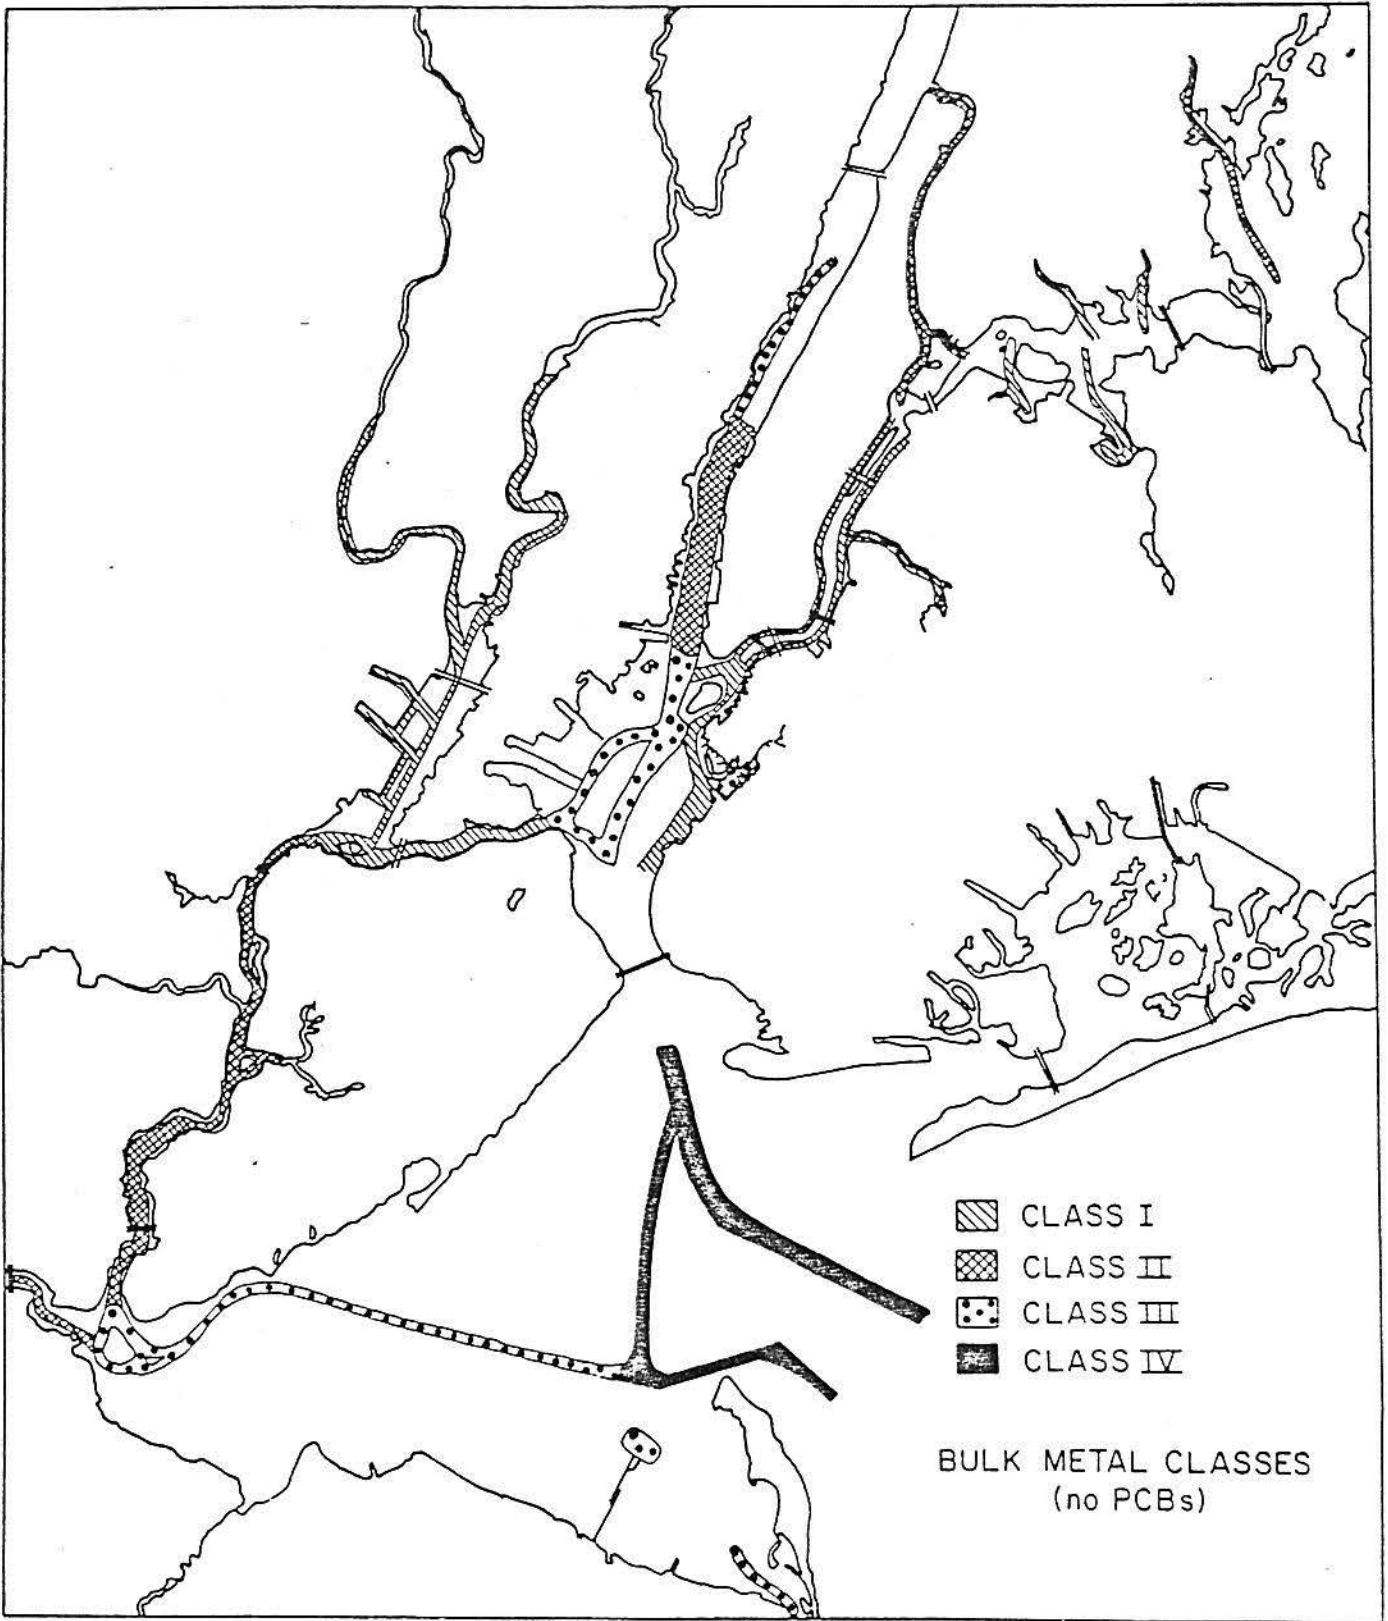 CLASS I
CLASS II
CLASS III
CLASS IV
BULK METAL CLASSES
(no PCBs)